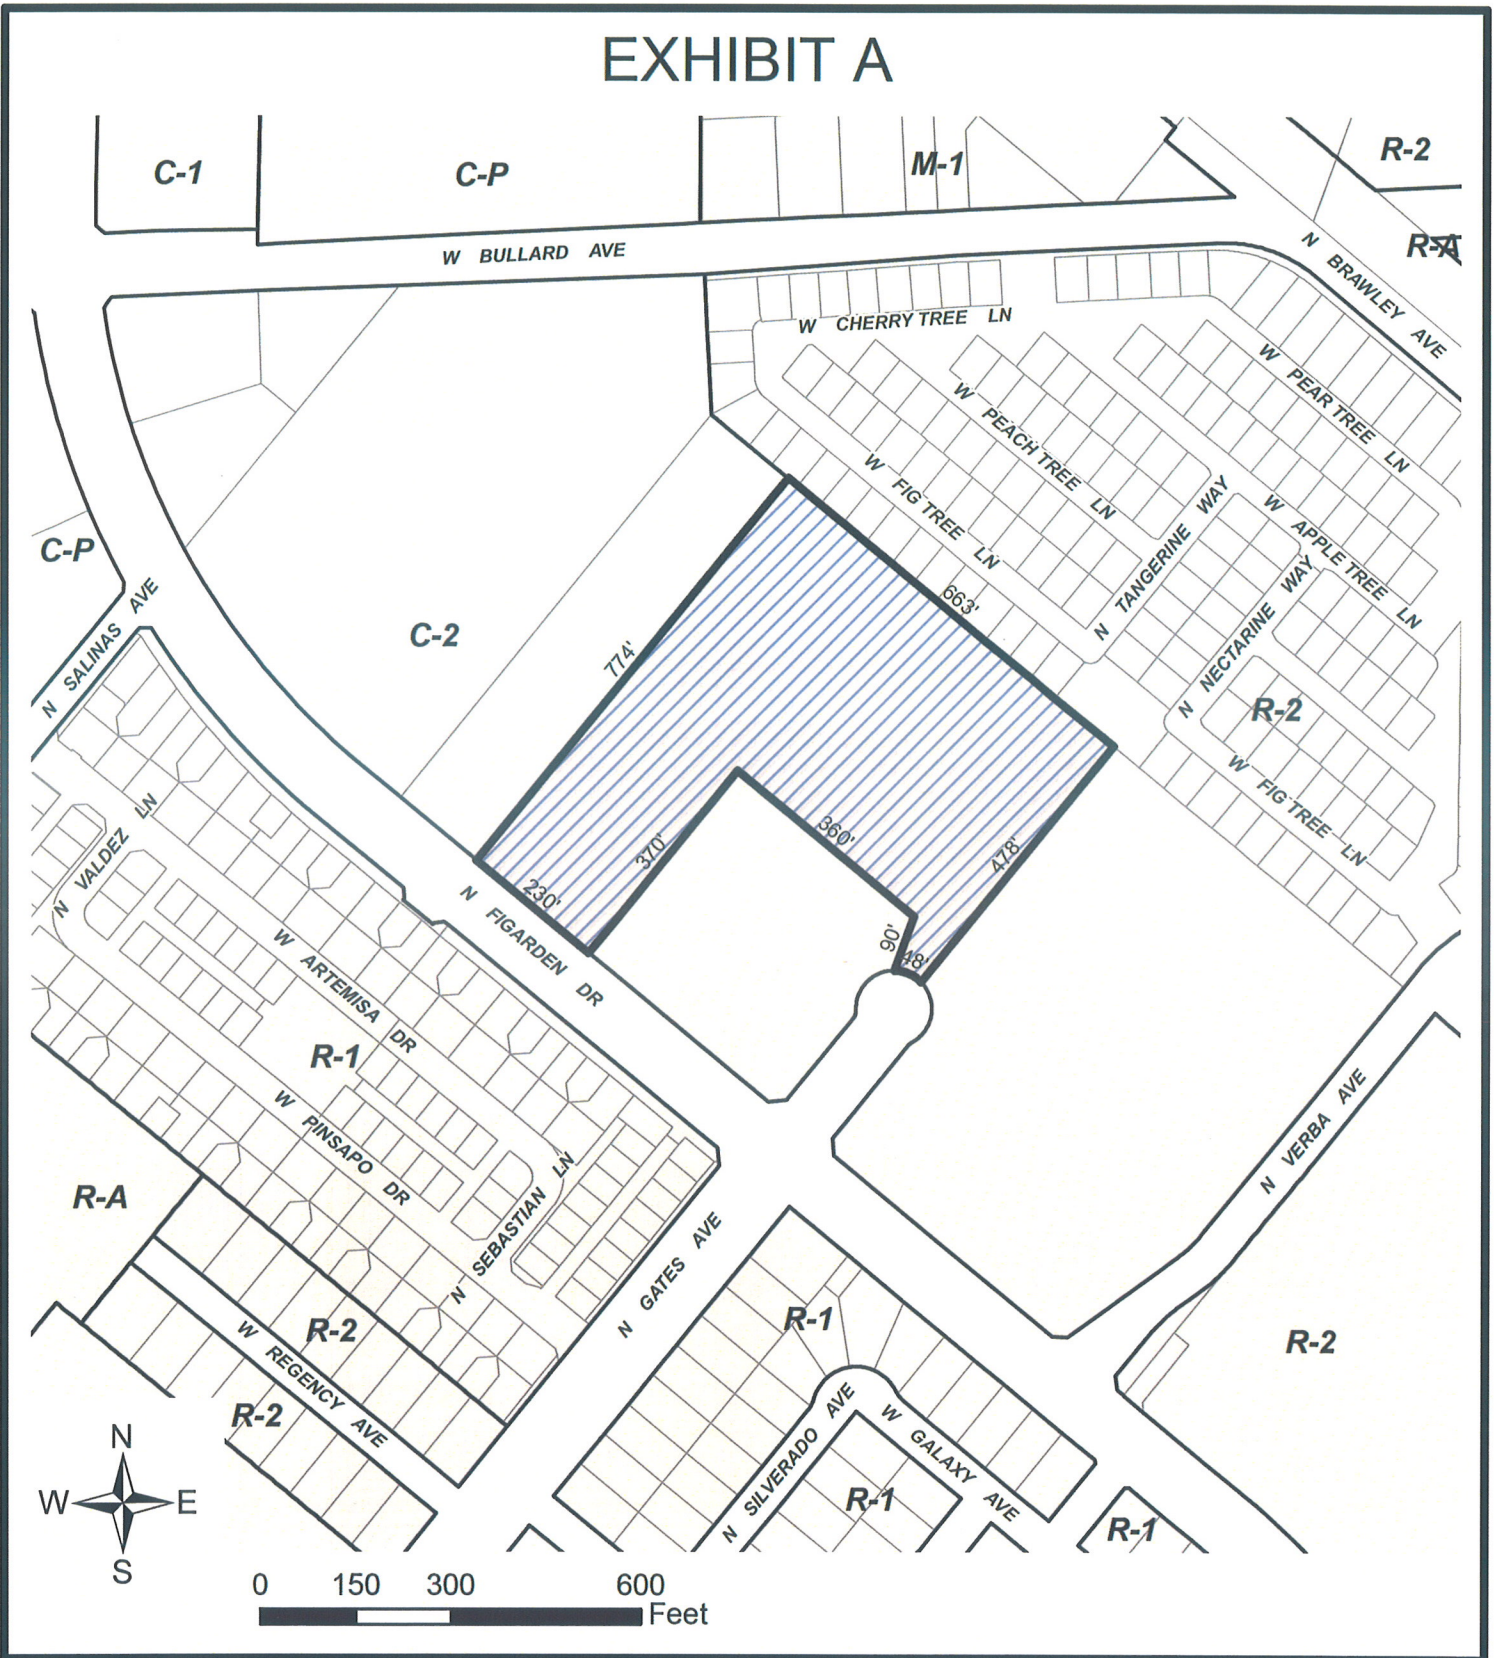 EXHIBIT A
C-1
C-P
M-1
R-2
R-A
W BULLARD AVE
N BRAWLEY AVE
W CHERRY TREE LN
W PEAR TREE LN
W PEACH TREE LN
W FIG TREE LN
N TANGERINE WAY
W APPLE TREE LN
N NECTARINE WAY
C-P
N SALINAS AVE
C-2
663'
774'
R-2
W FIG TREE LN
370'
360'
478'
230'
90'
48'
N VALDEZ LN
N FIGARDEN DR
W ARTEMISA DR
R-1
W PINSAPO DR
N SEBASTIAN LN
N VERBA AVE
R-A
N GATES AVE
R-2
R-1
R-2
W REGENCY AVE
R-2
N SILVERADO AVE
W GALAXY AVE
R-1
R-1
N
W E
S
0 150 300 600
Feet